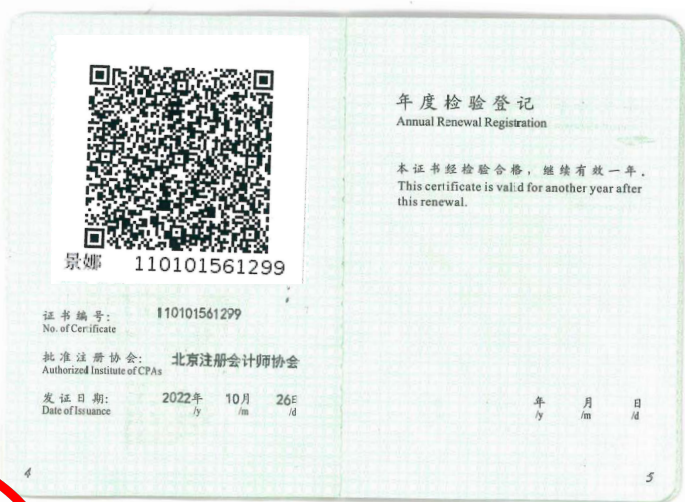 景娜 110101561299
证书编号: 110101561299
No. of Certificate
批准注册协会: 北京注册会计师协会
Authorized Institute of CPAs
发证日期: 2022年 10月 26日
Date of Issuance /y /m /d
4
年度检验登记
Annual Renewal Registration
本证书经检验合格，继续有效一年。
This certificate is valid for another year after
this renewal.
年 月 日
/y /m /d
5